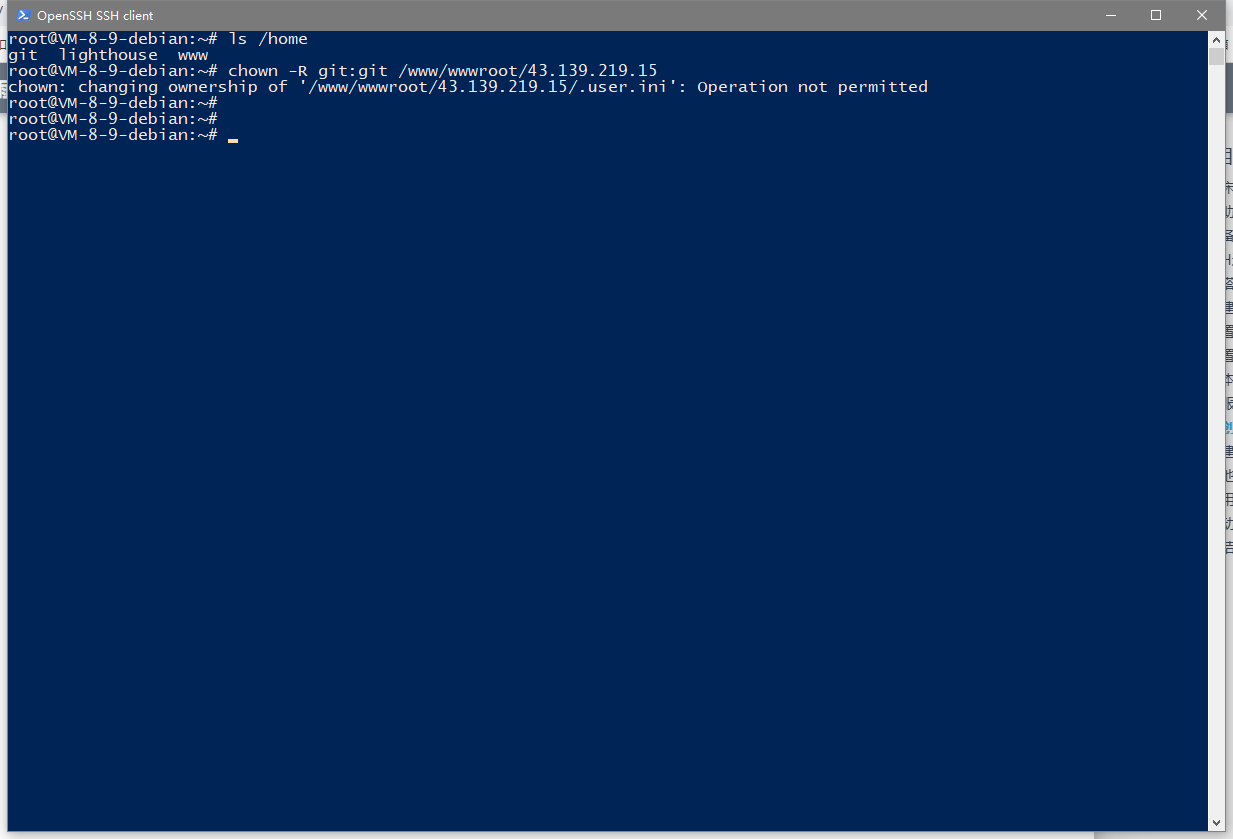 OpenSSH SSH client
root@VM-8-9-debian:~# ls /home
git  lighthouse  www
root@VM-8-9-debian:~# chown -R git:git /www/wwwroot/43.139.219.15
chown: changing ownership of '/www/wwwroot/43.139.219.15/.user.ini': Operation not permitted
root@VM-8-9-debian:~#
root@VM-8-9-debian:~#
root@VM-8-9-debian:~#